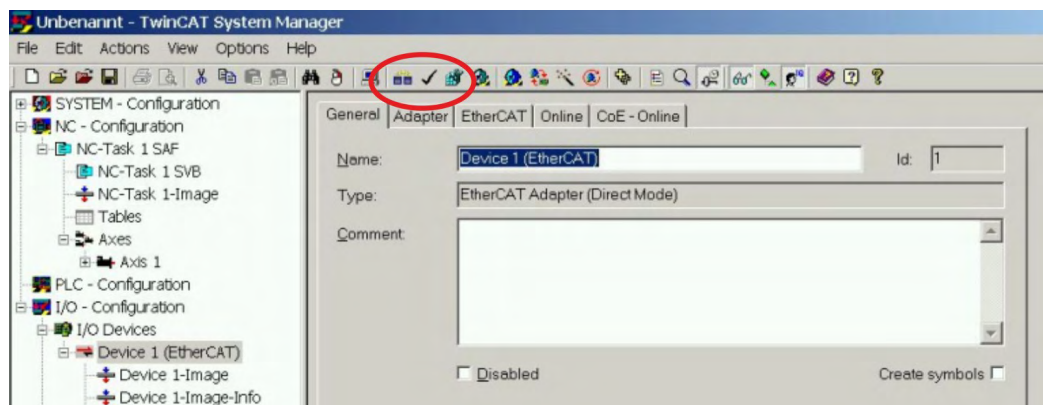 Unbenannt - TwinCAT System Manager
File Edit Actions View Options Help
SYSTEM - Configuration
NC - Configuration
NC-Task 1 SAF
NC-Task 1 SVB
NC-Task 1-Image
Tables
Axes
Axis 1
PLC - Configuration
I/O - Configuration
I/O Devices
Device 1 (EtherCAT)
Device 1-Image
Device 1-Image-Info
General Adapter EtherCAT Online CoE - Online
Name: Device 1 (EtherCAT) Id: 1
Type: EtherCAT Adapter (Direct Mode)
Comment:
Disabled Create symbols